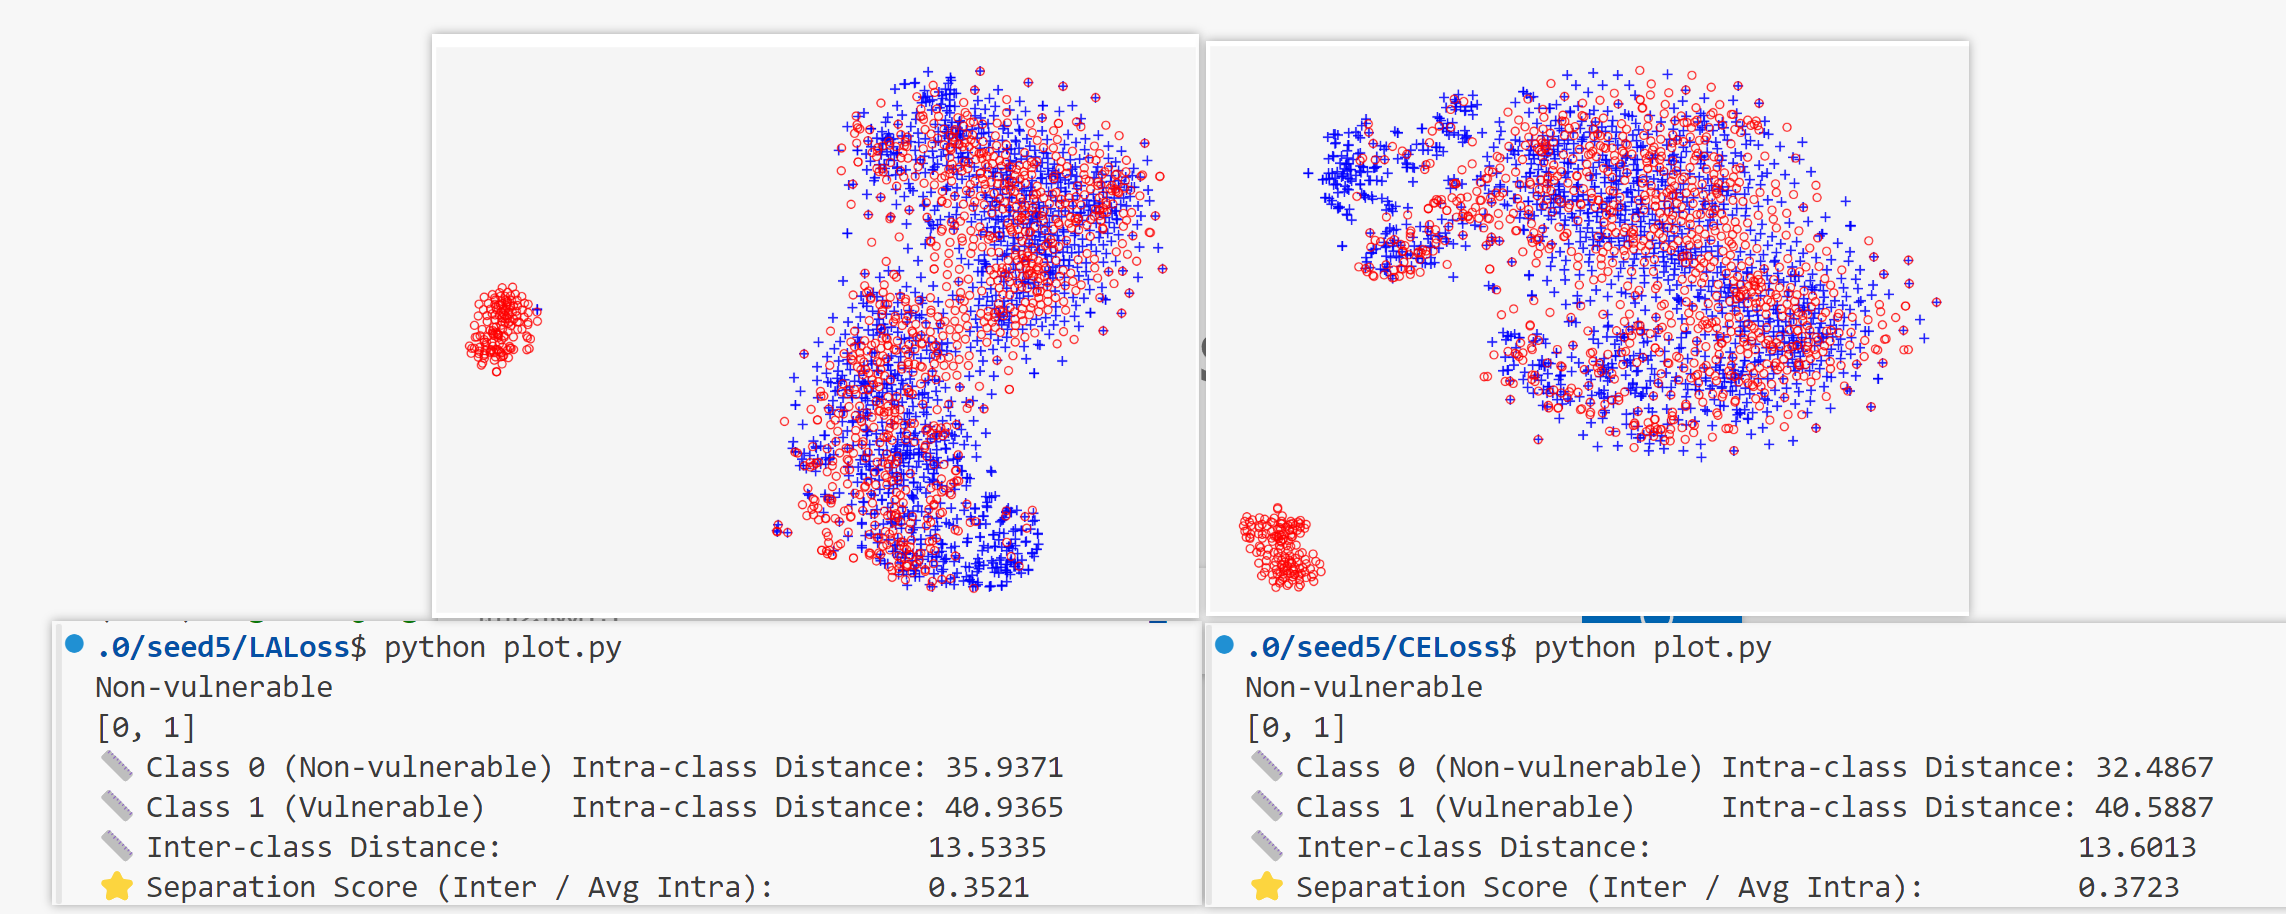 .0/seed5/LALoss$ python plot.py
Non-vulnerable
[0, 1]
Class 0 (Non-vulnerable) Intra-class Distance: 35.9371
Class 1 (Vulnerable) Intra-class Distance: 40.9365
Inter-class Distance: 13.5335
Separation Score (Inter / Avg Intra): 0.3521
.0/seed5/CELoss$ python plot.py
Non-vulnerable
[0, 1]
Class 0 (Non-vulnerable) Intra-class Distance: 32.4867
Class 1 (Vulnerable) Intra-class Distance: 40.5887
Inter-class Distance: 13.6013
Separation Score (Inter / Avg Intra): 0.3723